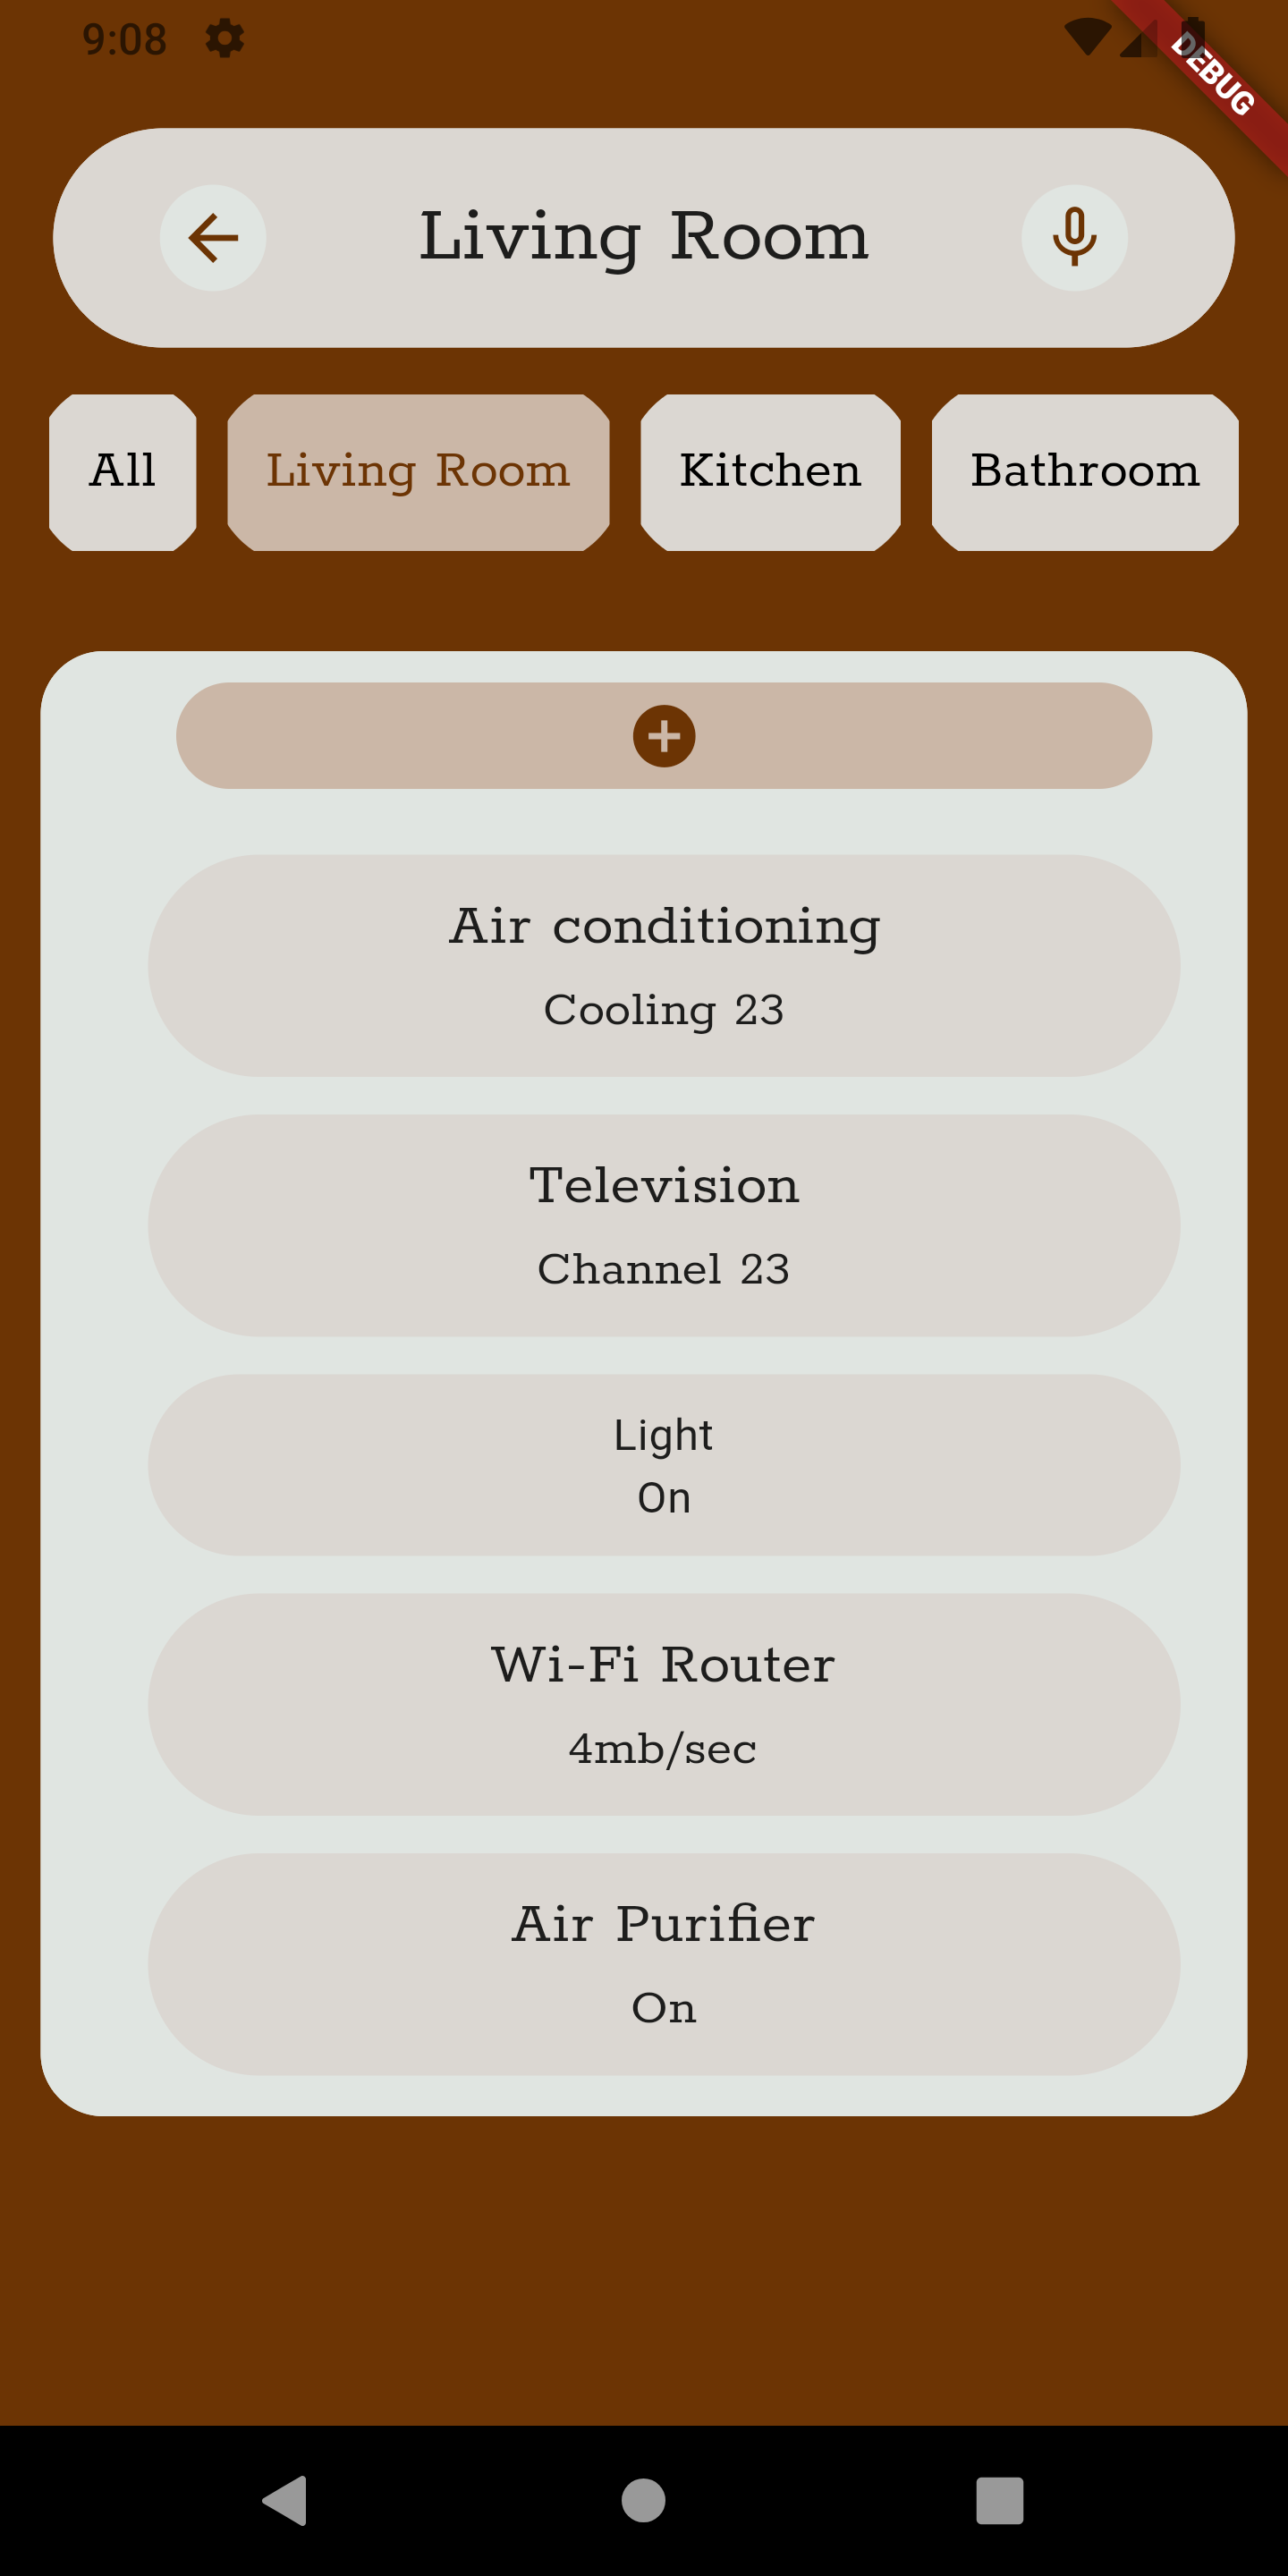 9:08
DEBUG
Living Room
All
Living Room
Kitchen
Bathroom
Air conditioning
Cooling 23
Television
Channel 23
Light
On
Wi-Fi Router
4mb/sec
Air Purifier
On